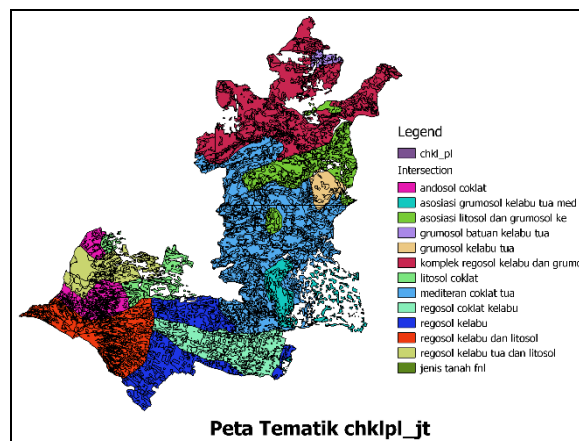 Legend
chkl_pl
Intersection
andosol coklat
asosiasi grumosol kelabu tua med
asosiasi litosol dan grumosol ke
grumosol batuan kelabu tua
grumosol kelabu tua
komplek regosol kelabu dan grumo
litosol coklat
mediteran coklat tua
regosol coklat kelabu
regosol kelabu
regosol kelabu dan litosol
regosol kelabu tua dan litosol
jenis tanah fnl
Peta Tematik chklpl_jt